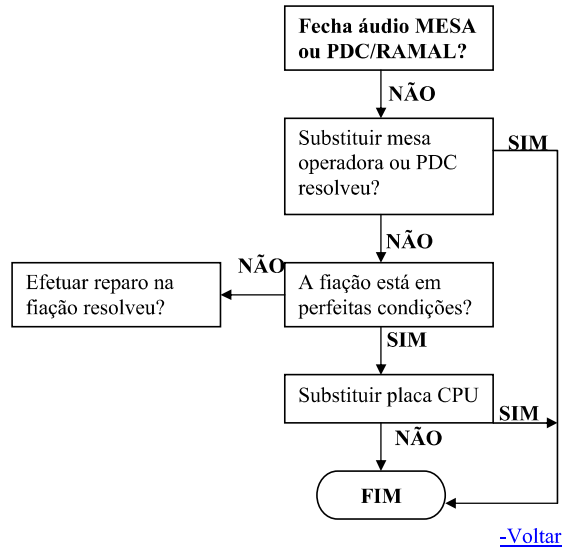 Fecha áudio MESA
ou PDC/RAMAL?
NÃO
Substituir mesa
operadora ou PDC
resolveu?
SIM
NÃO
NÃO
Efetuar reparo na
fiação resolveu?
A fiação está em
perfeitas condições?
SIM
Substituir placa CPU
SIM
NÃO
FIM
-Voltar